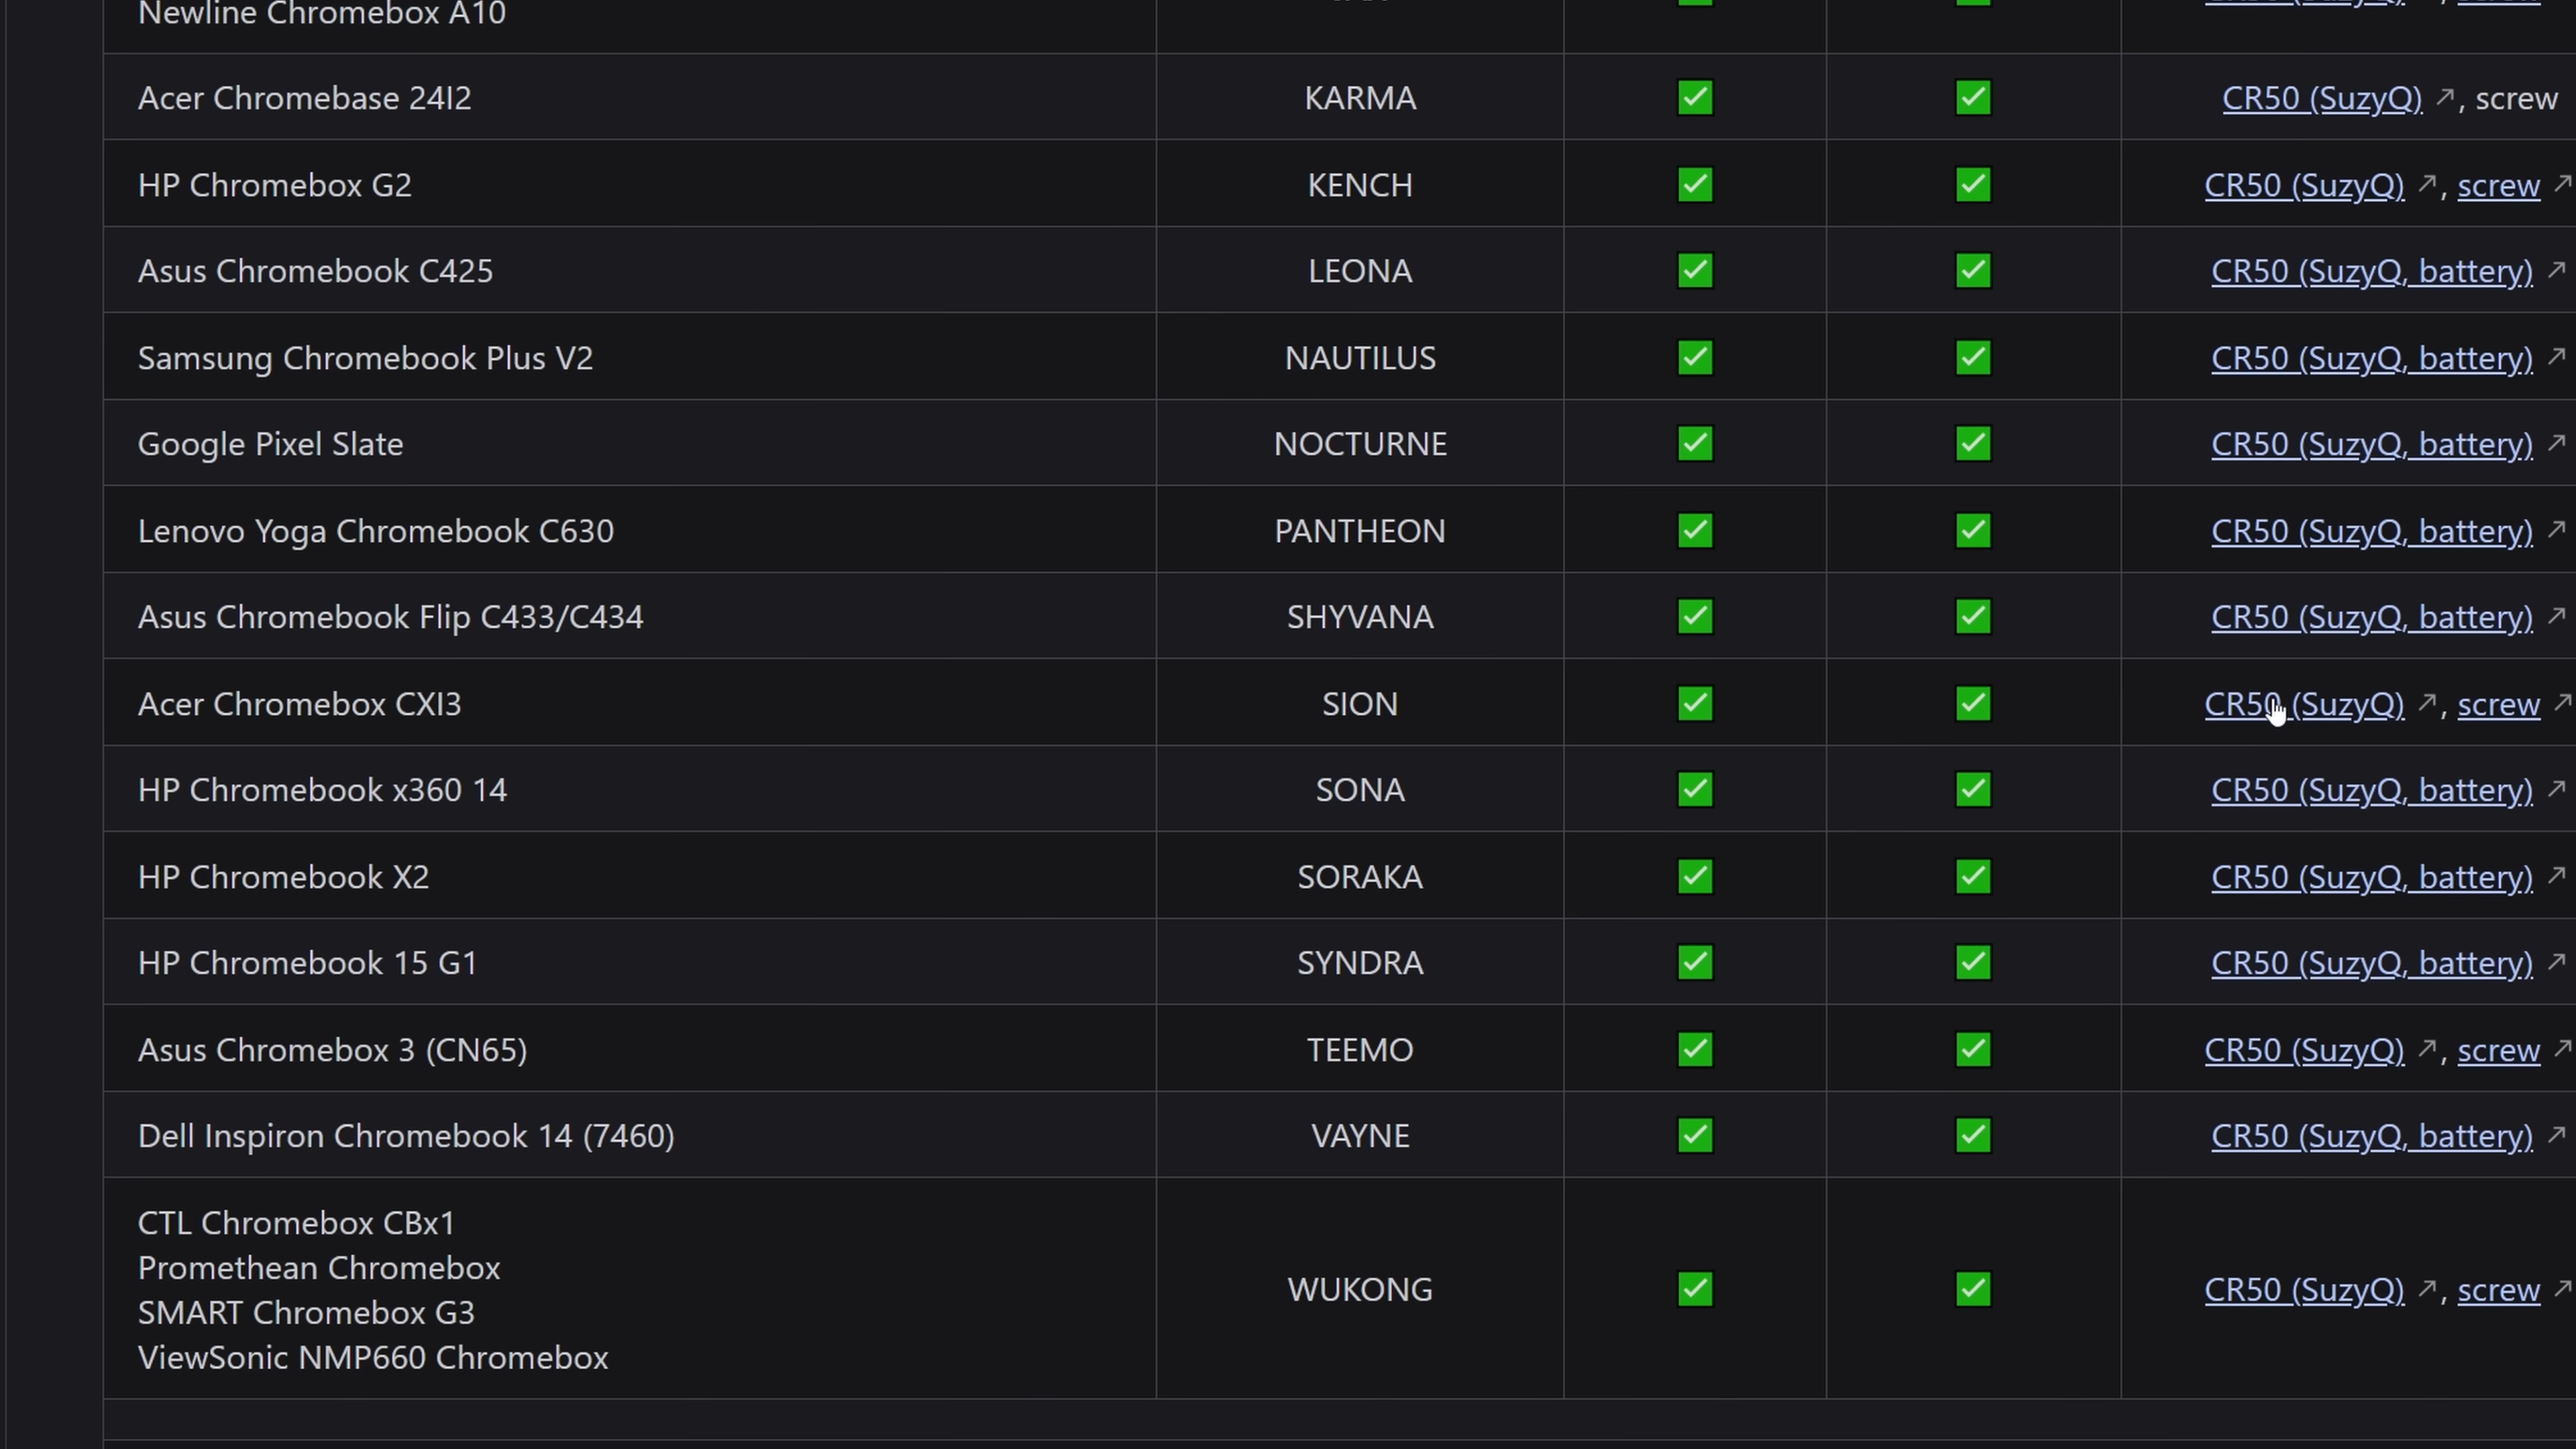 Newline Chromebox A10
Acer Chromebase 24I2 KARMA ✅ ✅ CR50 (SuzyQ) ↗, screw
HP Chromebox G2 KENCH ✅ ✅ CR50 (SuzyQ) ↗, screw ↗
Asus Chromebook C425 LEONA ✅ ✅ CR50 (SuzyQ, battery) ↗
Samsung Chromebook Plus V2 NAUTILUS ✅ ✅ CR50 (SuzyQ, battery) ↗
Google Pixel Slate NOCTURNE ✅ ✅ CR50 (SuzyQ, battery) ↗
Lenovo Yoga Chromebook C630 PANTHEON ✅ ✅ CR50 (SuzyQ, battery) ↗
Asus Chromebook Flip C433/C434 SHYVANA ✅ ✅ CR50 (SuzyQ, battery) ↗
Acer Chromebox CXI3 SION ✅ ✅ CR50 (SuzyQ) ↗, screw ↗
HP Chromebook x360 14 SONA ✅ ✅ CR50 (SuzyQ, battery) ↗
HP Chromebook X2 SORAKA ✅ ✅ CR50 (SuzyQ, battery) ↗
HP Chromebook 15 G1 SYNDRA ✅ ✅ CR50 (SuzyQ, battery) ↗
Asus Chromebox 3 (CN65) TEEMO ✅ ✅ CR50 (SuzyQ) ↗, screw ↗
Dell Inspiron Chromebook 14 (7460) VAYNE ✅ ✅ CR50 (SuzyQ, battery) ↗
CTL Chromebox CBx1
Promethean Chromebox
SMART Chromebox G3
ViewSonic NMP660 Chromebox
WUKONG ✅ ✅ CR50 (SuzyQ) ↗, screw ↗